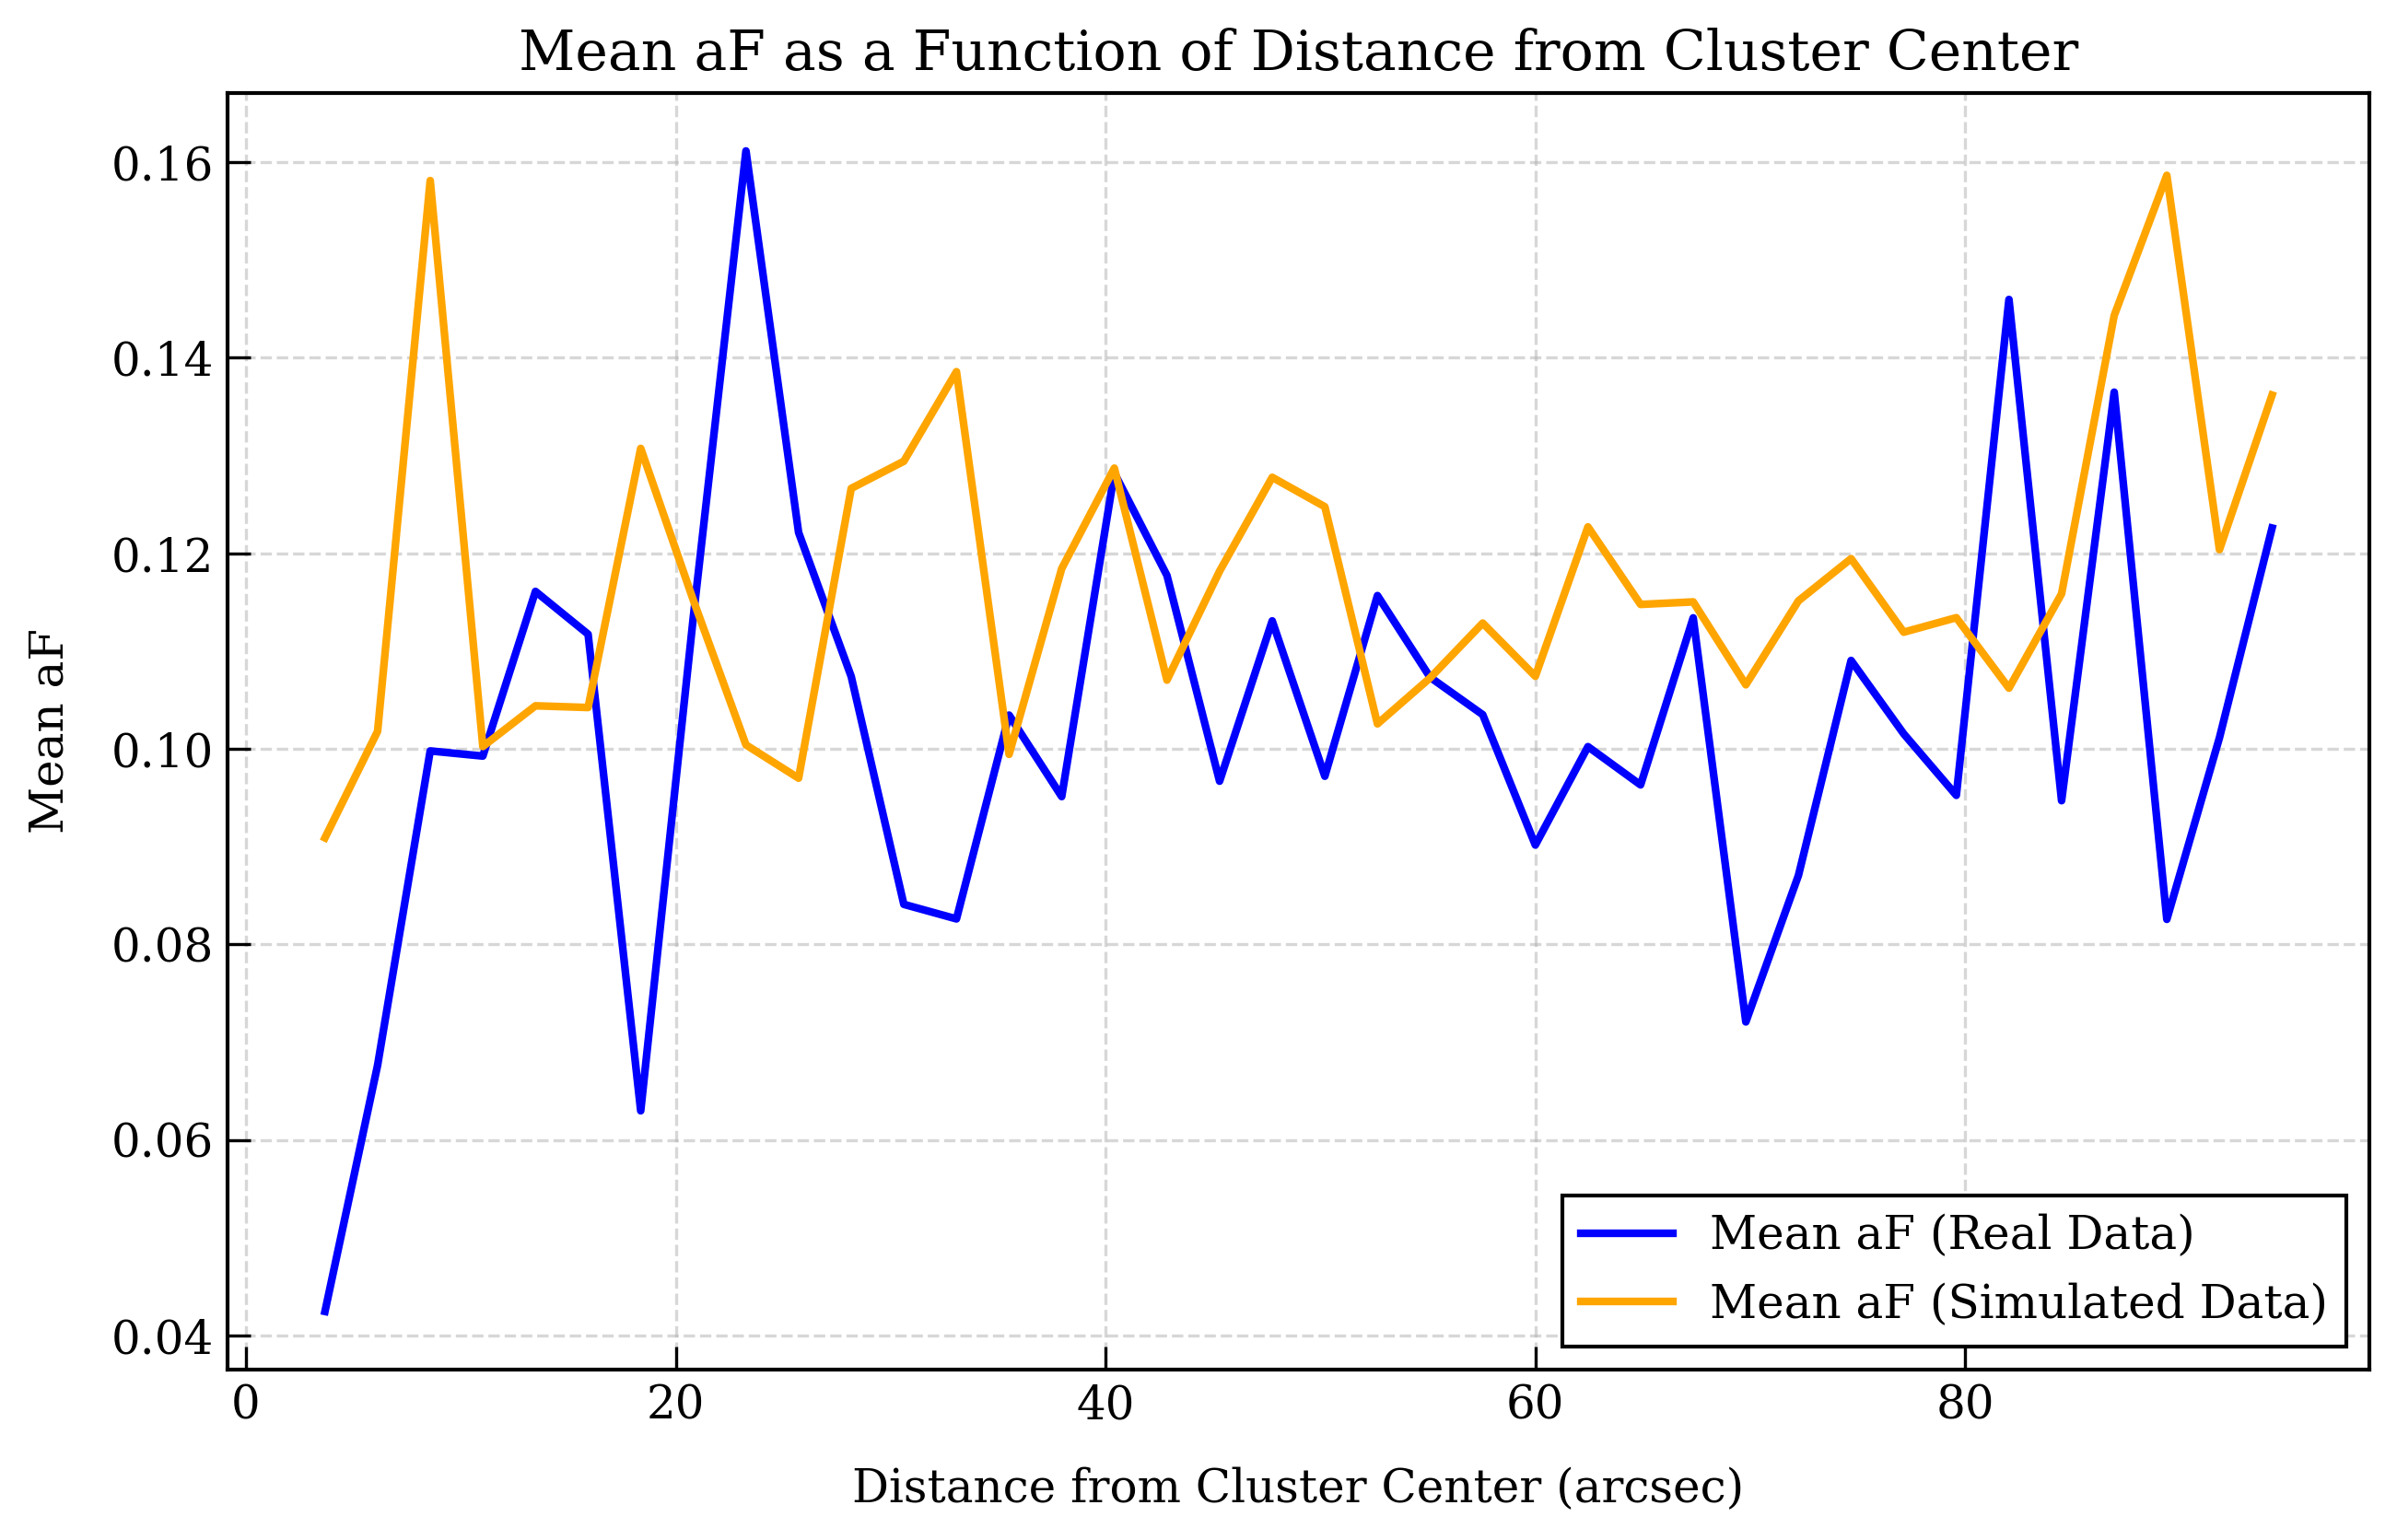 Mean aF as a Function of Distance from Cluster Center
0.16
0.14
0.12
0.10
0.08
0.06
0.04
Mean aF
0 20 40 60 80
Distance from Cluster Center (arcsec)
Mean aF (Real Data)
Mean aF (Simulated Data)